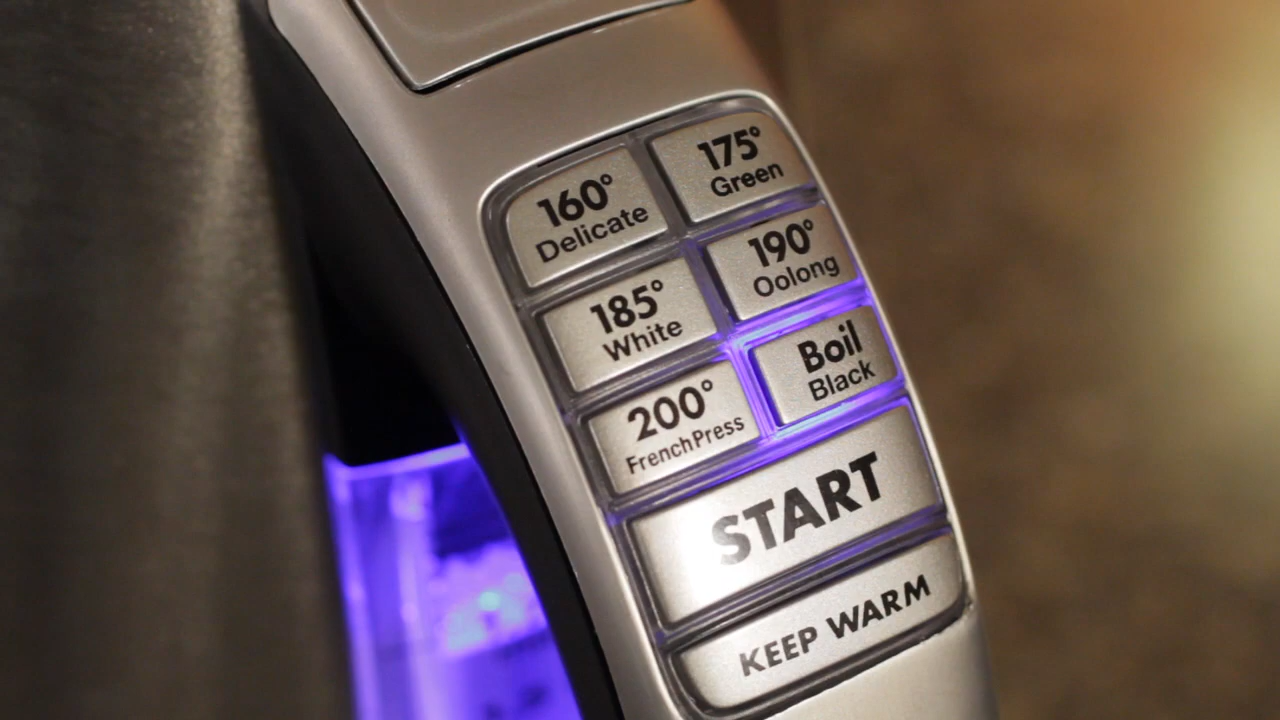 160°
Delicate
175°
Green
185°
White
190°
Oolong
200°
FrenchPress
Boil
Black
START
KEEP WARM